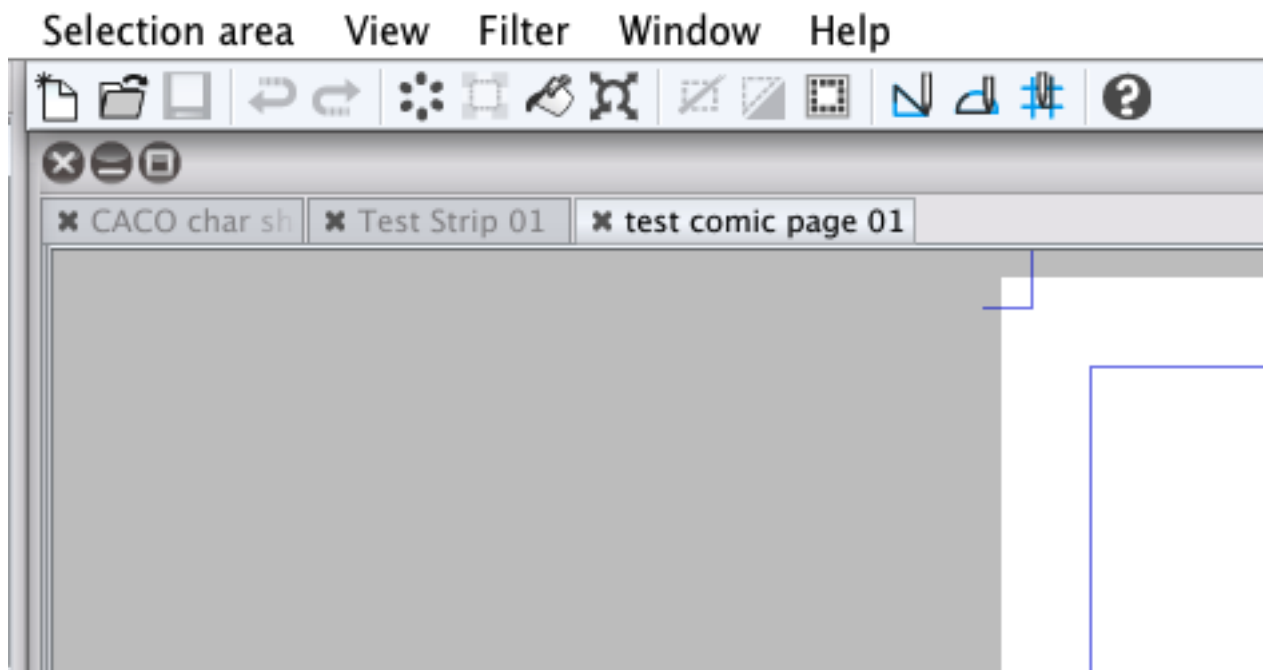 Selection area View Filter Window Help
CACO char sh Test Strip 01 test comic page 01